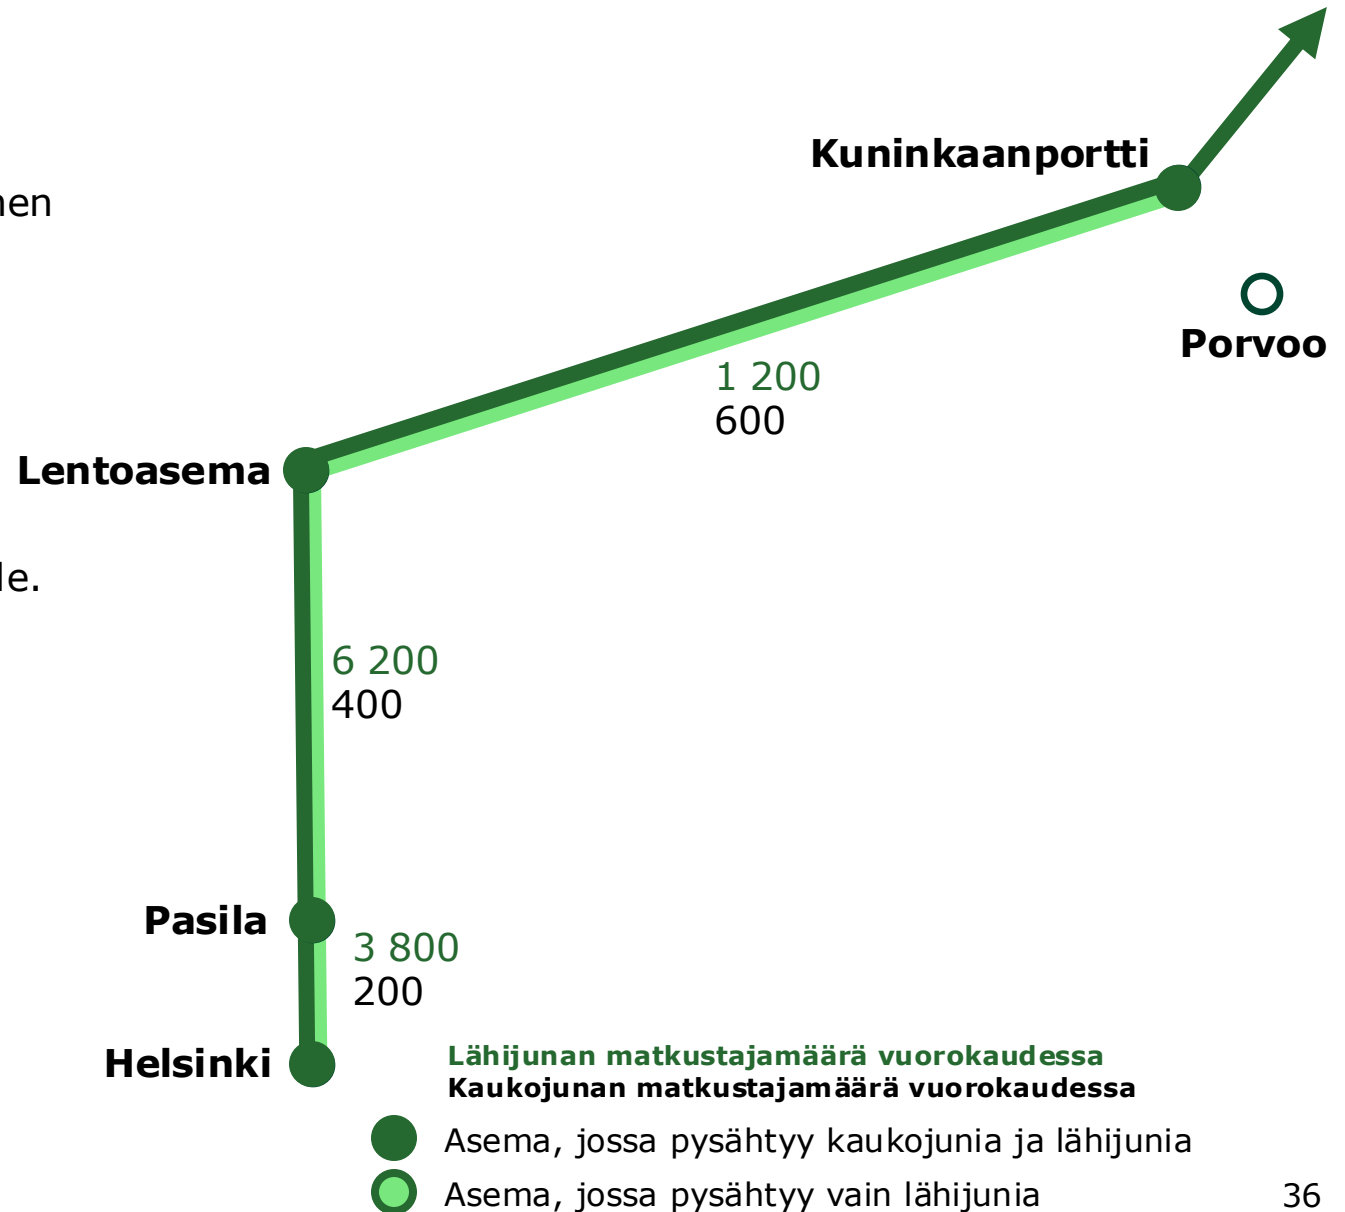 Kuninkaanportti
nen
Porvoo
1 200
600
Lentoasema
le.
6 200
400
Pasila
3 800
200
Helsinki
Lähijunan matkustajamäärä vuorokaudessa
Kaukojunan matkustajamäärä vuorokaudessa
Asema, jossa pysähtyy kaukojunia ja lähijunia
Asema, jossa pysähtyy vain lähijunia
36